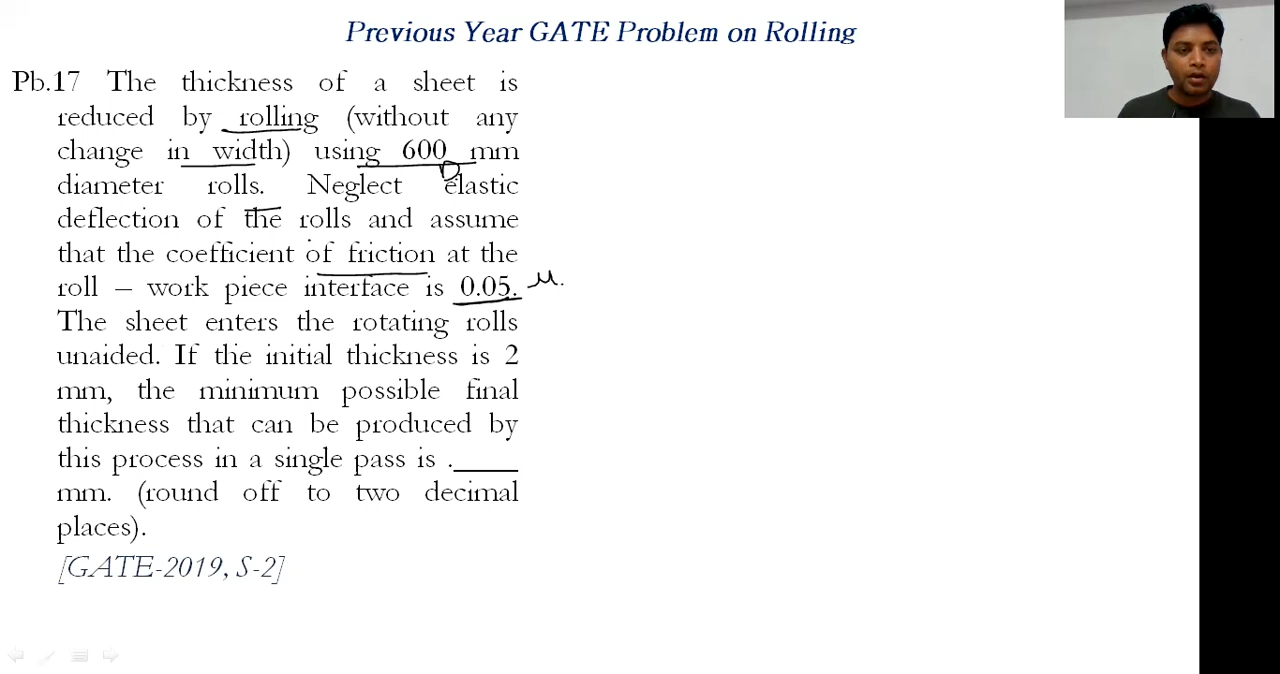 Previous Year GATE Problem on Rolling
Pb.17 The thickness of a sheet is
reduced by rolling (without any
change in width) using 600 mm
D
diameter rolls. Neglect elastic
deflection of the rolls and assume
that the coefficient of friction at the
roll – work piece interface is 0.05. μ.
The sheet enters the rotating rolls
unaided. If the initial thickness is 2
mm, the minimum possible final
thickness that can be produced by
this process in a single pass is .____
mm. (round off to two decimal
places).
[GATE-2019, S-2]